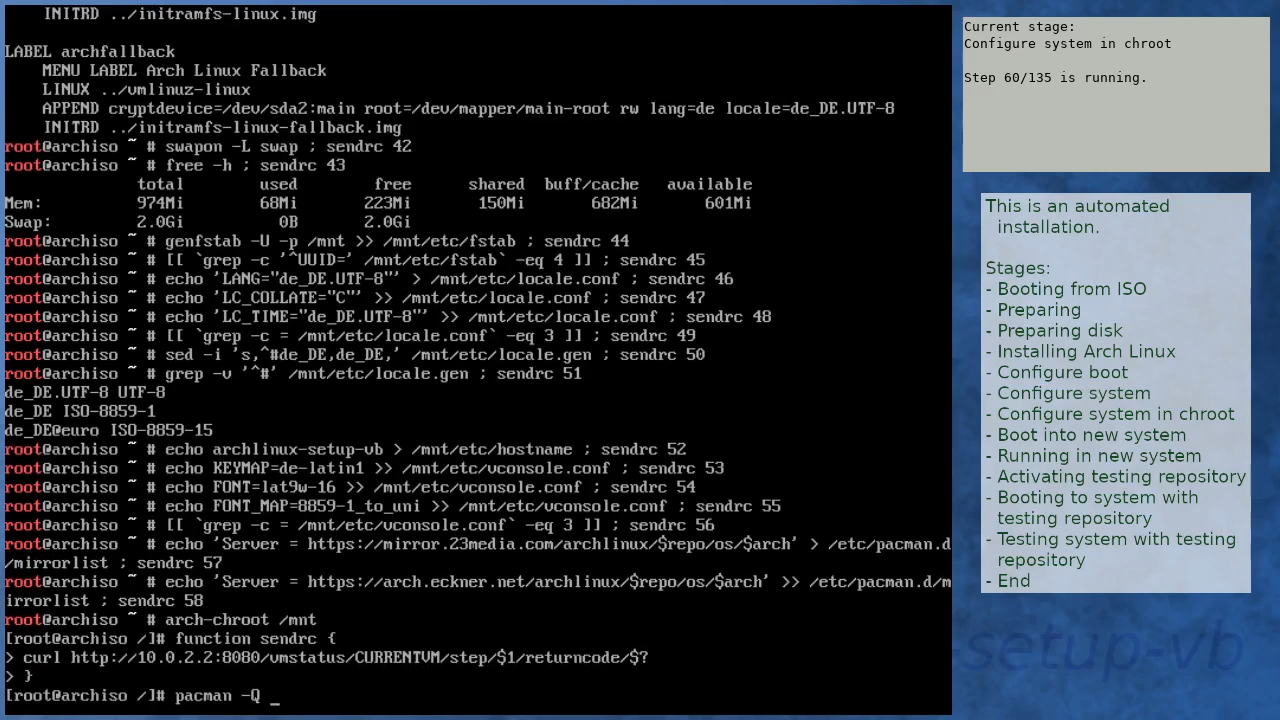 INITRD ../initramfs-linux.img

LABEL archfallback
    MENU LABEL Arch Linux Fallback
    LINUX ../vmlinuz-linux
    APPEND cryptdevice=/dev/sda2:main root=/dev/mapper/main-root rw lang=de locale=de_DE.UTF-8
    INITRD ../initramfs-linux-fallback.img
root@archiso ~ # swapon -L swap ; sendrc 42
root@archiso ~ # free -h ; sendrc 43
              total        used        free      shared  buff/cache   available
Mem:          974Mi        68Mi       223Mi       150Mi       682Mi       601Mi
Swap:         2.0Gi          0B       2.0Gi
root@archiso ~ # genfstab -U -p /mnt >> /mnt/etc/fstab ; sendrc 44
root@archiso ~ # [[ `grep -c '^UUID=' /mnt/etc/fstab` -eq 4 ]] ; sendrc 45
root@archiso ~ # echo 'LANG="de_DE.UTF-8"' > /mnt/etc/locale.conf ; sendrc 46
root@archiso ~ # echo 'LC_COLLATE="C"' >> /mnt/etc/locale.conf ; sendrc 47
root@archiso ~ # echo 'LC_TIME="de_DE.UTF-8"' >> /mnt/etc/locale.conf ; sendrc 48
root@archiso ~ # [[ `grep -c = /mnt/etc/locale.conf` -eq 3 ]] ; sendrc 49
root@archiso ~ # sed -i 's,^#de_DE,de_DE,' /mnt/etc/locale.gen ; sendrc 50
root@archiso ~ # grep -v '^#' /mnt/etc/locale.gen ; sendrc 51
de_DE.UTF-8 UTF-8
de_DE ISO-8859-1
de_DE@euro ISO-8859-15
root@archiso ~ # echo archlinux-setup-vb > /mnt/etc/hostname ; sendrc 52
root@archiso ~ # echo KEYMAP=de-latin1 >> /mnt/etc/vconsole.conf ; sendrc 53
root@archiso ~ # echo FONT=lat9w-16 >> /mnt/etc/vconsole.conf ; sendrc 54
root@archiso ~ # echo FONT_MAP=8859-1_to_uni >> /mnt/etc/vconsole.conf ; sendrc 55
root@archiso ~ # [[ `grep -c = /mnt/etc/vconsole.conf` -eq 3 ]] ; sendrc 56
root@archiso ~ # echo 'Server = https://mirror.23media.com/archlinux/$repo/os/$arch' > /etc/pacman.d
/mirrorlist ; sendrc 57
root@archiso ~ # echo 'Server = https://arch.eckner.net/archlinux/$repo/os/$arch' >> /etc/pacman.d/m
irrorlist ; sendrc 58
root@archiso ~ # arch-chroot /mnt
[root@archiso /]# function sendrc {
> curl http://10.0.2.2:8080/vmstatus/CURRENTVM/step/$1/returncode/$?
> }
[root@archiso /]# pacman -Q _
Current stage:
Configure system in chroot

Step 60/135 is running.
This is an automated
installation.

Stages:
- Booting from ISO
- Preparing
- Preparing disk
- Installing Arch Linux
- Configure boot
- Configure system
- Configure system in chroot
- Boot into new system
- Running in new system
- Activating testing repository
- Booting to system with
testing repository
- Testing system with testing
repository
- End
-setup-vb